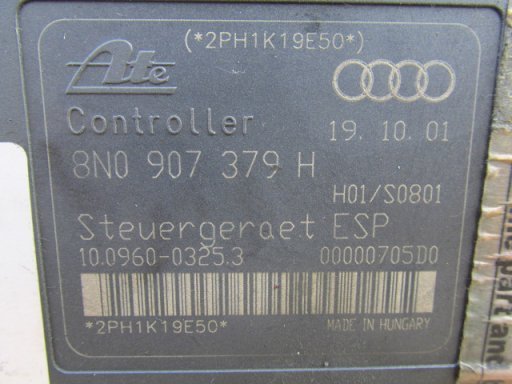 (*2PH1K19E50*)
Ate
Controller 19. 10. 01
8N0 907 379 H
H01/S0801
Steuergeraet ESP
10.0960-0325.3 00000705D0
*2PH1K19E50*
MADE IN HUNGARY